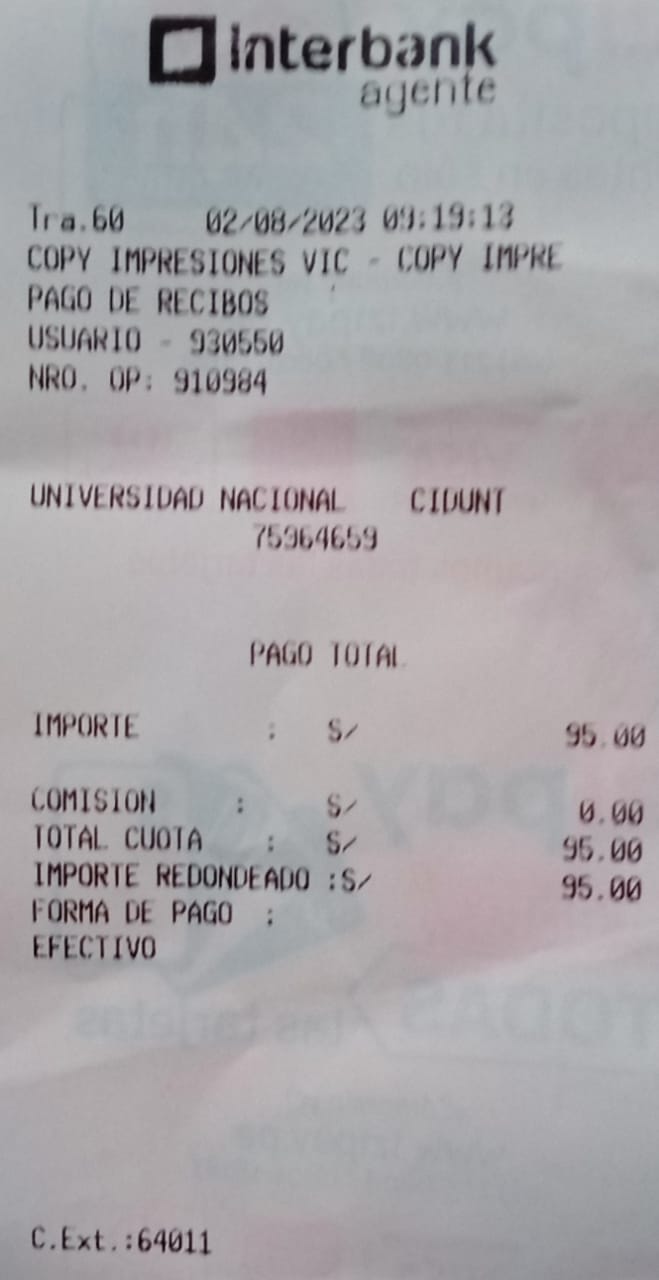 interbank
agente
Tra.60 02/08/2023 09:19:13
COPY IMPRESIONES VIC - COPY IMPRE
PAGO DE RECIBOS
USUARIO - 930550
NRO. OP: 910984
UNIVERSIDAD NACIONAL CIDUNT
75964659
PAGO TOTAL
IMPORTE : S/ 95.00
COMISION : S/ 0.00
TOTAL CUOTA : S/ 95.00
IMPORTE REDONDEADO :S/ 95.00
FORMA DE PAGO :
EFECTIVO
C.Ext.:64011